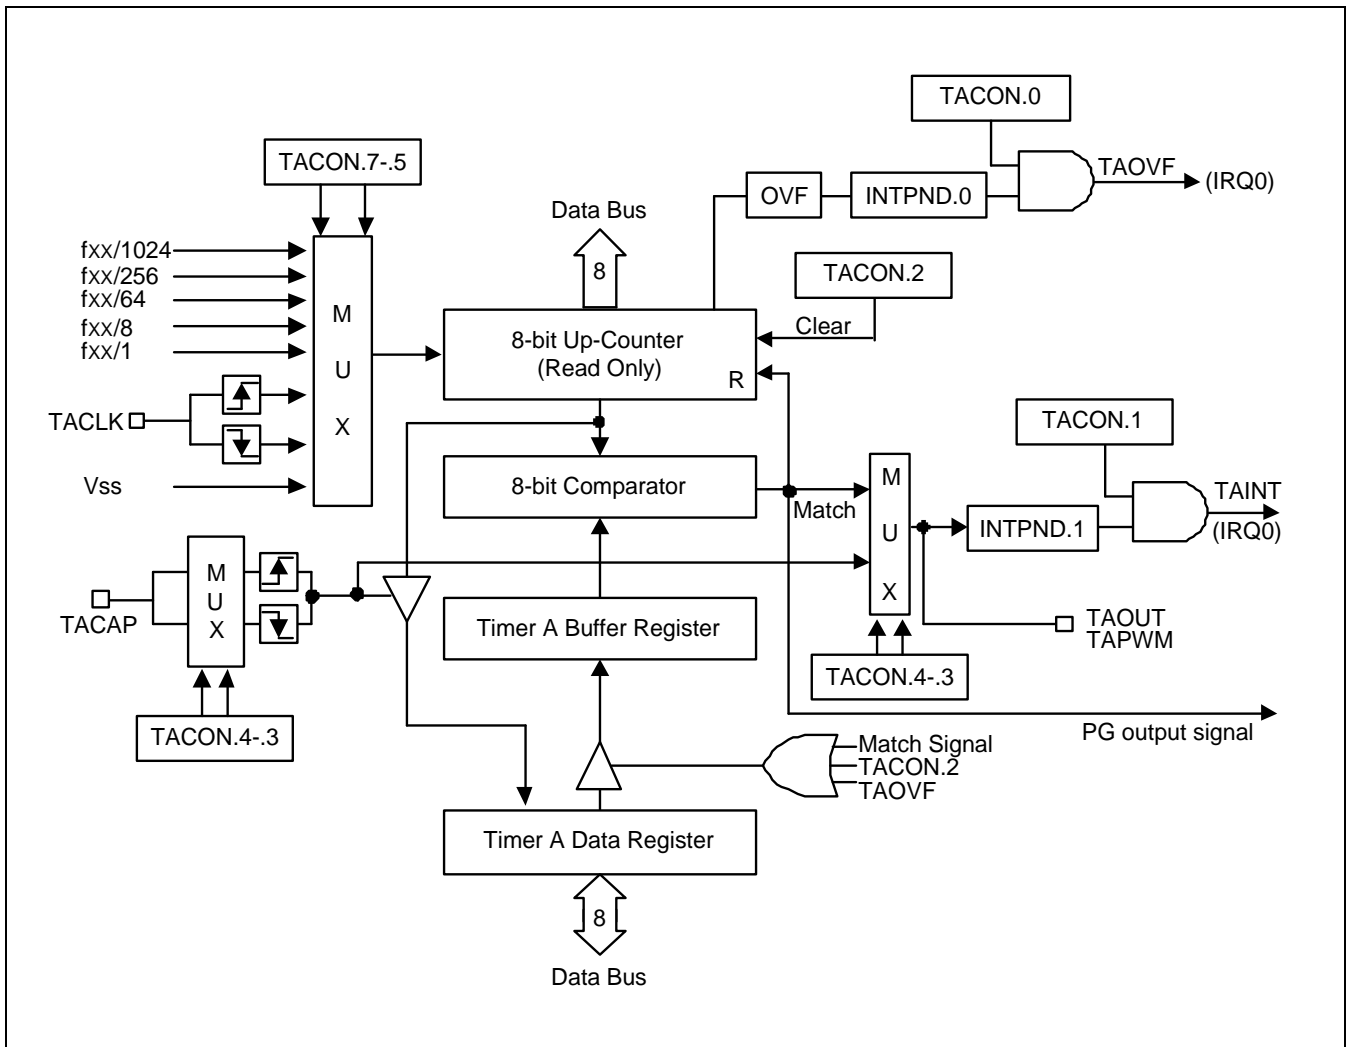 TACON.0
TACON.7-.5
TAOVF
(IRQ0)
OVF
INTPND.0
Data Bus
8
TACON.2
fxx/1024
fxx/256
fxx/64
fxx/8
fxx/1
M
U
X
8-bit Up-Counter
(Read Only)
R
Clear
TACLK
Vss
8-bit Comparator
Match
M
U
X
TACON.1
INTPND.1
TAINT
(IRQ0)
M
U
X
TACAP
Timer A Buffer Register
TAOUT
TAPWM
TACON.4-.3
TACON.4-.3
PG output signal
Match Signal
TACON.2
TAOVF
Timer A Data Register
8
Data Bus